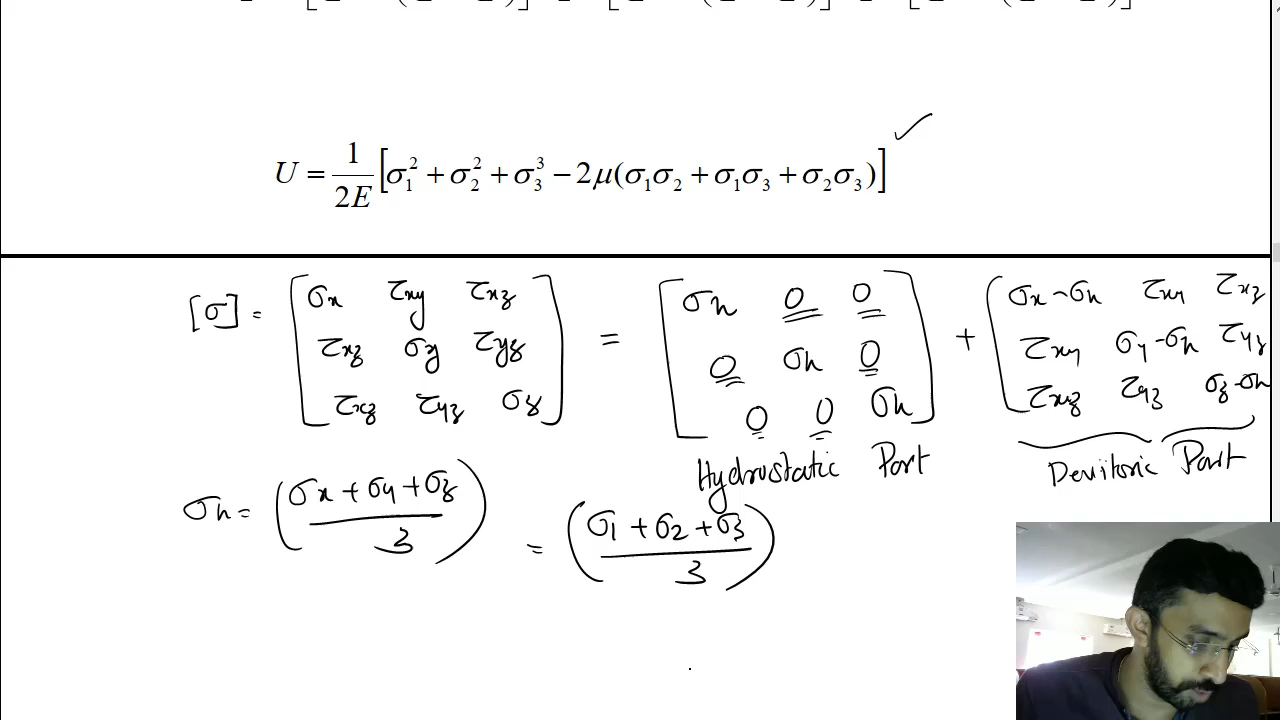 U = 1/2E [σ₁² + σ₂² + σ₃³ − 2μ(σ₁σ₂ + σ₁σ₃ + σ₂σ₃)] ✓
[σ] = [σx τxy τxz; τxz σy τyz; τxz τyz σz] = [σh 0 0; 0 σh 0; 0 0 σh] + [σx-σh τxy τxz; τxy σy-σh τyz; τxz τyz σz-σh]
Hydrostatic Part
Devitoric Part
σh = (σx + σy + σz / 3) = (σ1 + σ2 + σ3 / 3)